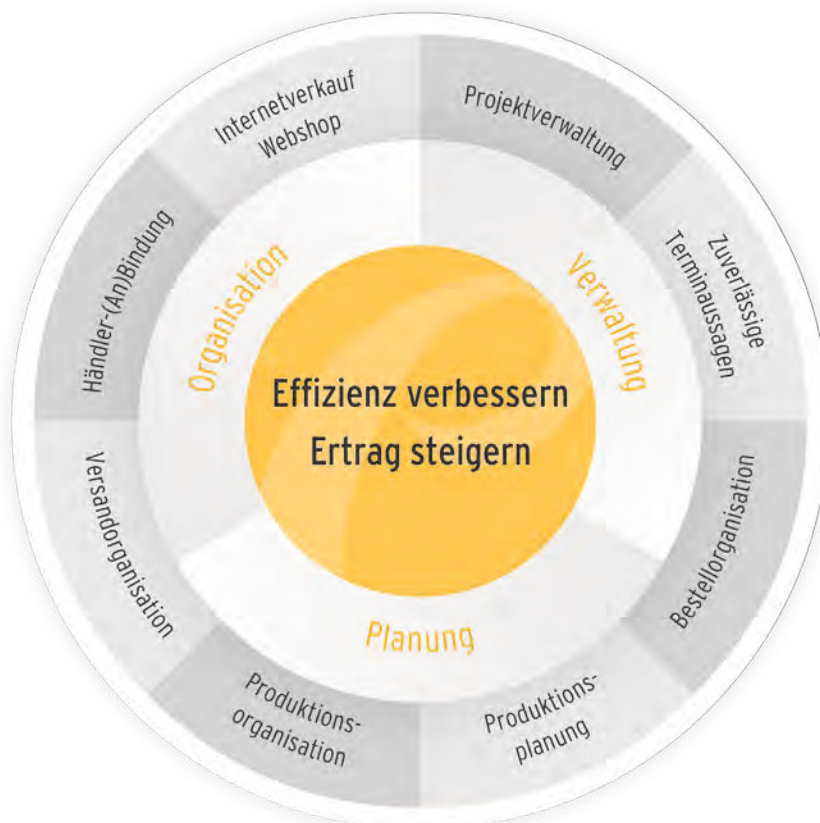 Internetverkauf
Webshop
Projektverwaltung
Zuverlässige
Terminaussagen
Bestellorganisation
Produktions-
planung
Produktions-
organisation
Versandorganisation
Händler-(An)Bindung
Organisation
Verwaltung
Planung
Effizienz verbessern
Ertrag steigern